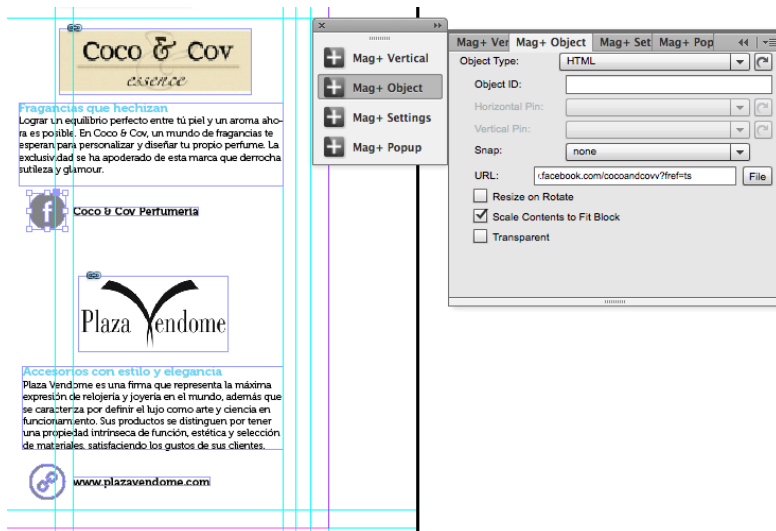 Coco & Cov
essence
Fragancias que hechizan
Lograr un equilibrio perfecto entre tú piel y un aroma aho-
ra es posible. En Coco & Cov, un mundo de fragancias te
esperan para personalizar y diseñar tu propio perfume. La
exclusividad se ha apoderado de esta marca que derrocha
sutileza y glamour.
f
Coco & Cov Perfumería
Plaza Vendome
Accesorios con estilo y elegancia
Plaza Vendome es una firma que representa la máxima
expresión de relojería y joyería en el mundo, además que
se caracteriza por definir el lujo como arte y ciencia en
funcionamiento. Sus productos se distinguen por tener
una propiedad intrínseca de función, estética y selección
de materiales, satisfaciendo los gustos de sus clientes.
www.plazavendome.com
Mag+ Vertical
Mag+ Object
Mag+ Settings
Mag+ Popup
Mag+ Ver Mag+ Object Mag+ Set Mag+ Pop
Object Type: HTML
Object ID:
Horizontal Pin:
Vertical Pin:
Snap: none
URL: .facebook.com/cocoandcovv?fref=ts File
Resize on Rotate
Scale Contents to Fit Block
Transparent